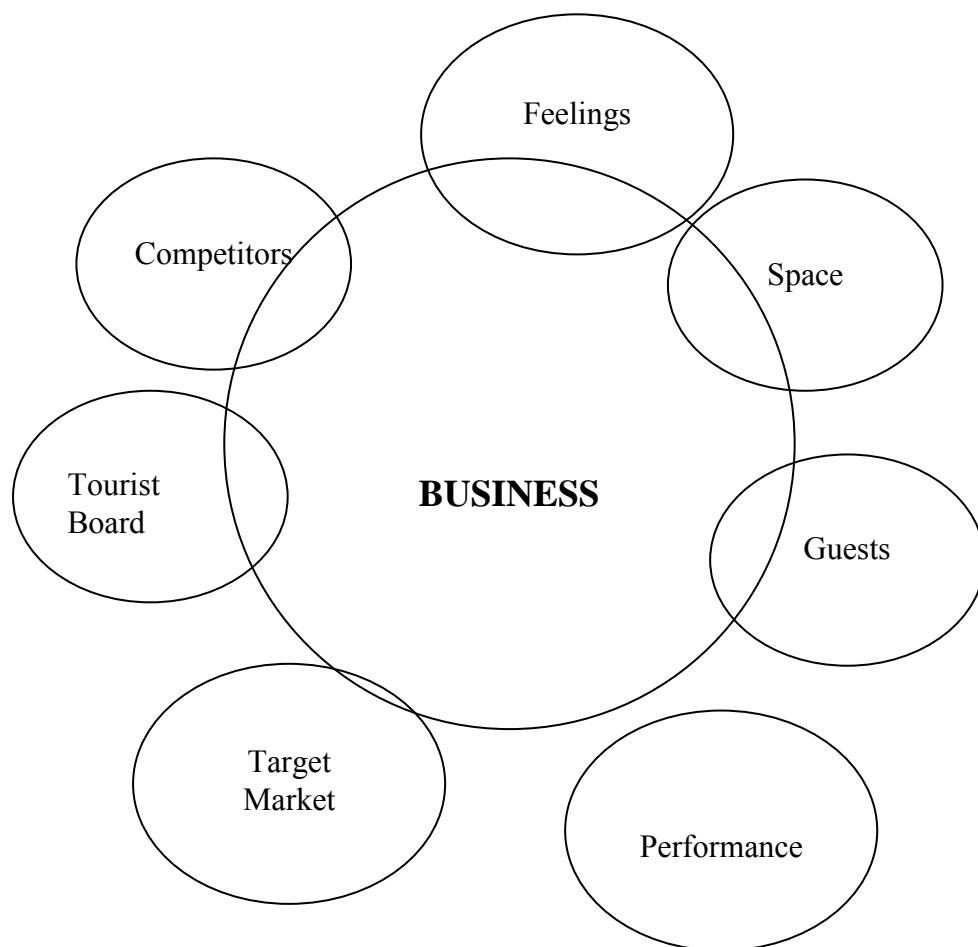 Feelings
Competitors
Space
Tourist
Board
BUSINESS
Guests
Target
Market
Performance